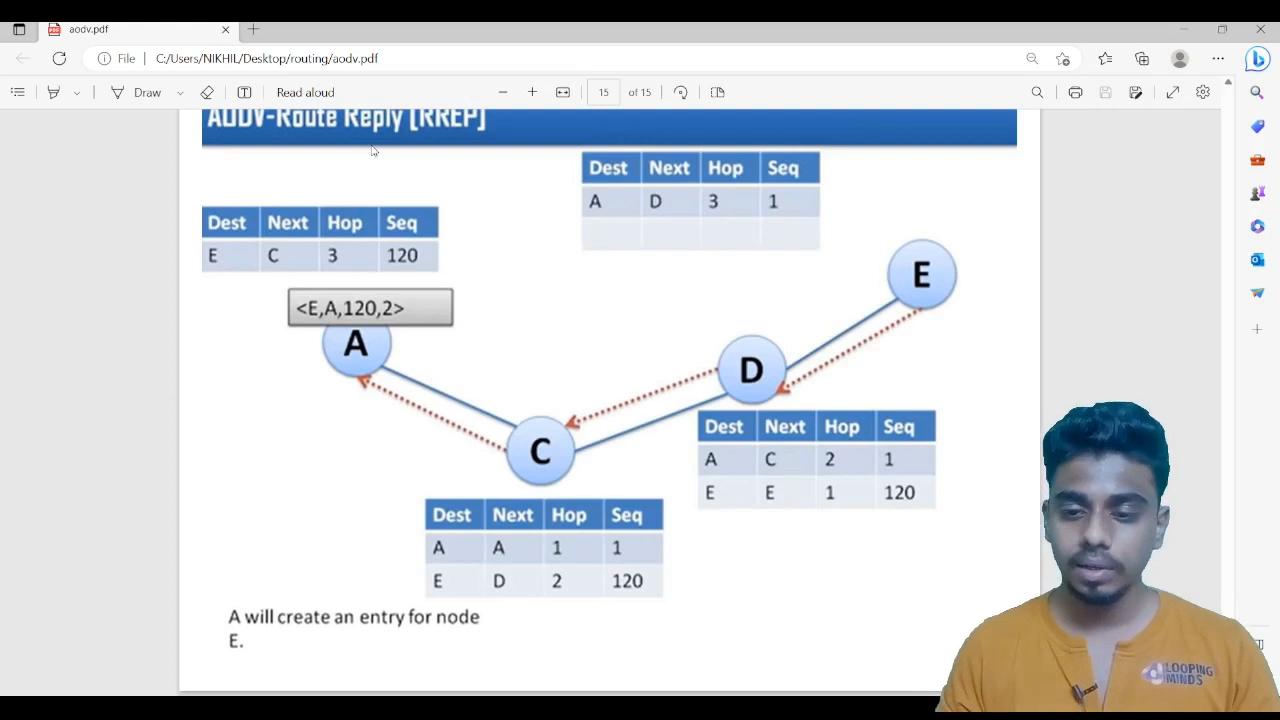 aodv.pdf
File C:/Users/NIKHIL/Desktop/routing/aodv.pdf
Draw Read aloud 15 of 15
AODV-Route Reply [RREP]
Dest Next Hop Seq
A D 3 1
Dest Next Hop Seq
E C 3 120
<E,A,120,2>
A
E
D
C
Dest Next Hop Seq
A C 2 1
E E 1 120
Dest Next Hop Seq
A A 1 1
E D 2 120
A will create an entry for node
E.
LOOPING
MINDS